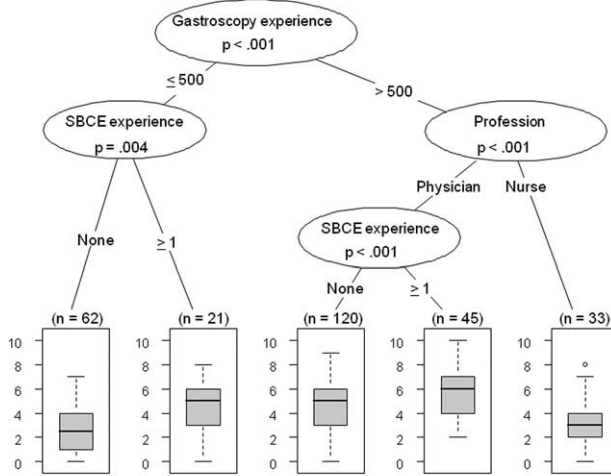 Gastroscopy experience
p < .001
≤ 500
> 500
SBCE experience
p = .004
Profession
p < .001
Physician
Nurse
None
≥ 1
SBCE experience
p < .001
None
≥ 1
(n = 62)
(n = 21)
(n = 120)
(n = 45)
(n = 33)
10 10 10 10 10
8 8 8 8 8
6 6 6 6 6
4 4 4 4 4
2 2 2 2 2
0 0 0 0 0